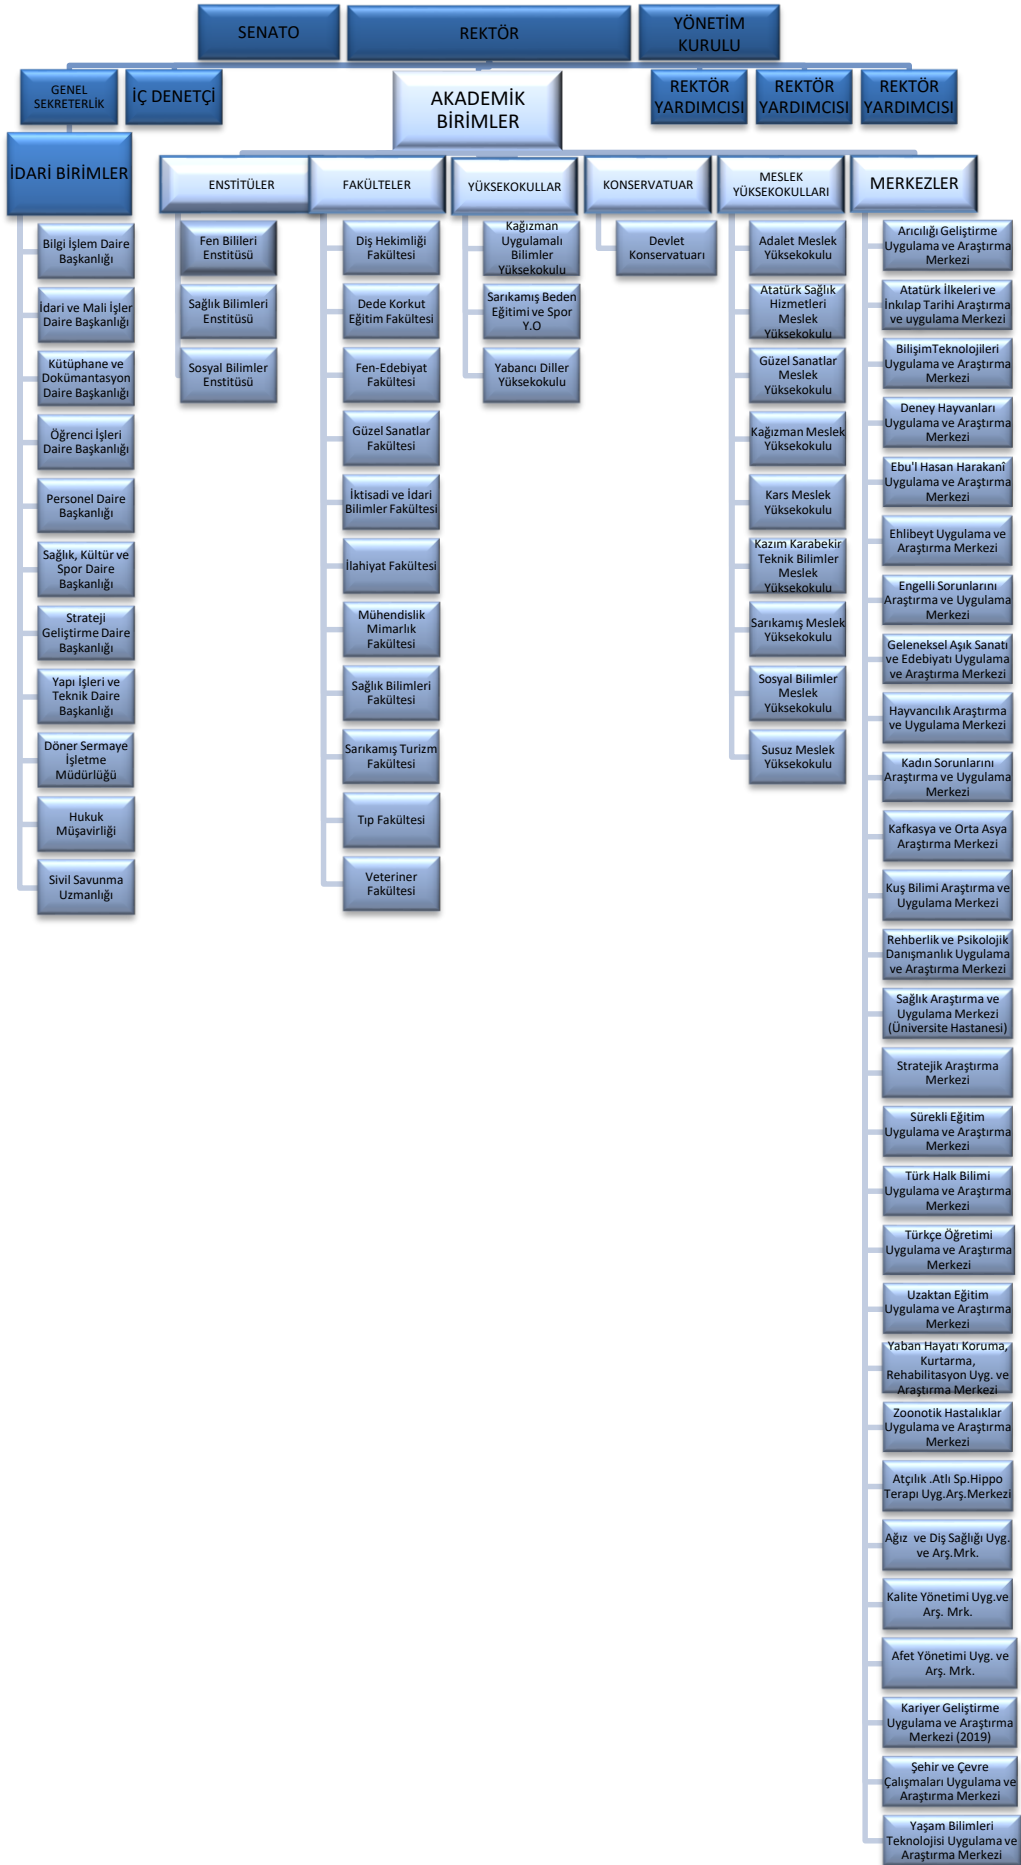 SENATO
REKTÖR
YÖNETİM
KURULU
GENEL
SEKRETERLİK
İÇ DENETÇİ
AKADEMİK
BİRİMLER
REKTÖR
YARDIMCISI
REKTÖR
YARDIMCISI
REKTÖR
YARDIMCISI
İDARİ BİRİMLER
Bilgi İşlem Daire
Başkanlığı
İdari ve Mali İşler
Daire Başkanlığı
Kütüphane ve
Dokümantasyon
Daire Başkanlığı
Öğrenci İşleri
Daire Başkanlığı
Personel Daire
Başkanlığı
Sağlık, Kültür ve
Spor Daire
Başkanlığı
Strateji
Geliştirme Daire
Başkanlığı
Yapı İşleri ve
Teknik Daire
Başkanlığı
Döner Sermaye
İşletme
Müdürlüğü
Hukuk
Müşavirliği
Sivil Savunma
Uzmanlığı
ENSTİTÜLER
Fen Bilileri
Enstitüsü
Sağlık Bilimleri
Enstitüsü
Sosyal Bilimler
Enstitüsü
FAKÜLTELER
Diş Hekimliği
Fakültesi
Dede Korkut
Eğitim Fakültesi
Fen-Edebiyat
Fakültesi
Güzel Sanatlar
Fakültesi
İktisadi ve İdari
Bilimler Fakültesi
İlahiyat Fakültesi
Mühendislik
Mimarlık
Fakültesi
Sağlık Bilimleri
Fakültesi
Sarıkamış Turizm
Fakültesi
Tıp Fakültesi
Veteriner
Fakültesi
YÜKSEKOKULLAR
Kağızman
Uygulamalı
Bilimler
Yüksekokulu
Sarıkamış Beden
Eğitimi ve Spor
Y.O
Yabancı Diller
Yüksekokulu
KONSERVATUAR
Devlet
Konservatuarı
MESLEK
YÜKSEKOKULLARI
Adalet Meslek
Yüksekokulu
Atatürk Sağlık
Hizmetleri
Meslek
Yüksekokulu
Güzel Sanatlar
Meslek
Yüksekokulu
Kağızman Meslek
Yüksekokulu
Kars Meslek
Yüksekokulu
Kazım Karabekir
Teknik Bilimler
Meslek
Yüksekokulu
Sarıkamış Meslek
Yüksekokulu
Sosyal Bilimler
Meslek
Yüksekokulu
Susuz Meslek
Yüksekokulu
MERKEZLER
Arıcılığı Geliştirme
Uygulama ve Araştırma
Merkezi
Atatürk İlkeleri ve
İnkılap Tarihi Araştırma
ve uygulama Merkezi
BilişimTeknolojileri
Uygulama ve Araştırma
Merkezi
Deney Hayvanları
Uygulama ve Araştırma
Merkezi
Ebu'l Hasan Harakanî
Uygulama ve Araştırma
Merkezi
Ehlibeyt Uygulama ve
Araştırma Merkezi
Engelli Sorunlarını
Araştırma ve Uygulama
Merkezi
Geleneksel Aşık Sanatı
ve Edebiyatı Uygulama
ve Araştırma Merkezi
Hayvancılık Araştırma
ve Uygulama Merkezi
Kadın Sorunlarını
Araştırma ve Uygulama
Merkezi
Kafkasya ve Orta Asya
Araştırma Merkezi
Kuş Bilimi Araştırma ve
Uygulama Merkezi
Rehberlik ve Psikolojik
Danışmanlık Uygulama
ve Araştırma Merkezi
Sağlık Araştırma ve
Uygulama Merkezi
(Üniversite Hastanesi)
Stratejik Araştırma
Merkezi
Sürekli Eğitim
Uygulama ve Araştırma
Merkezi
Türk Halk Bilimi
Uygulama ve Araştırma
Merkezi
Türkçe Öğretimi
Uygulama ve Araştırma
Merkezi
Uzaktan Eğitim
Uygulama ve Araştırma
Merkezi
Yaban Hayatı Koruma,
Kurtarma,
Rehabilitasyon Uyg. ve
Araştırma Merkezi
Zoonotik Hastalıklar
Uygulama ve Araştırma
Merkezi
Atçılık .Atlı Sp.Hippo
Terapı Uyg.Arş.Merkezi
Ağız ve Diş Sağlığı Uyg.
ve Arş.Mrk.
Kalite Yönetimi Uyg.ve
Arş. Mrk.
Afet Yönetimi Uyg. ve
Arş. Mrk.
Kariyer Geliştirme
Uygulama ve Araştırma
Merkezi (2019)
Şehir ve Çevre
Çalışmaları Uygulama ve
Araştırma Merkezi
Yaşam Bilimleri
Teknolojisi Uygulama ve
Araştırma Merkezi